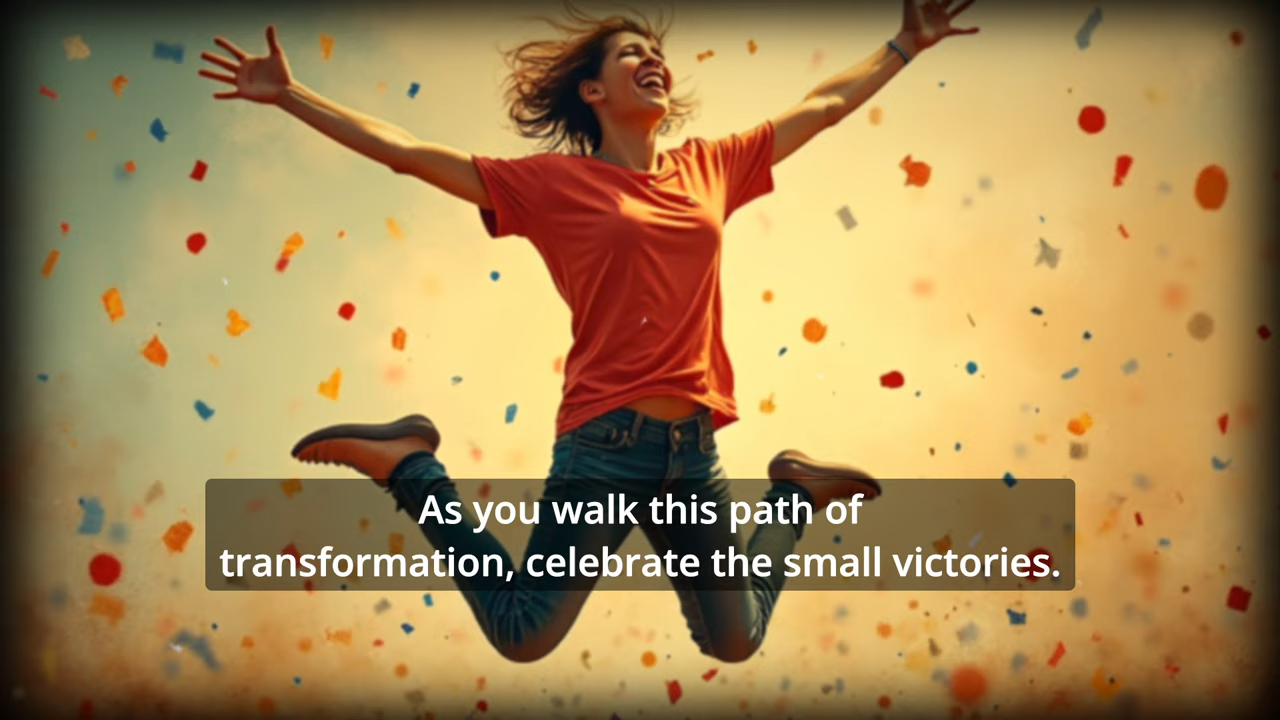 As you walk this path of
transformation, celebrate the small victories.